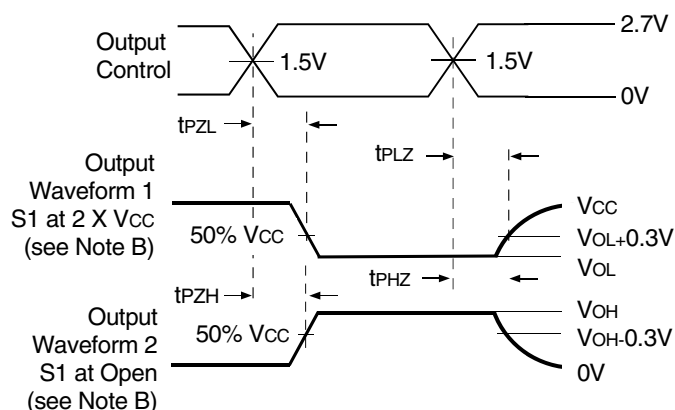 Output
Control
1.5V
1.5V
2.7V
0V
tPZL
tPLZ
Output
Waveform 1
S1 at 2 X VCC
(see Note B)
50% VCC
VCC
VOL+0.3V
VOL
tPZH
tPHZ
Output
Waveform 2
S1 at Open
(see Note B)
50% VCC
VOH
VOH-0.3V
0V